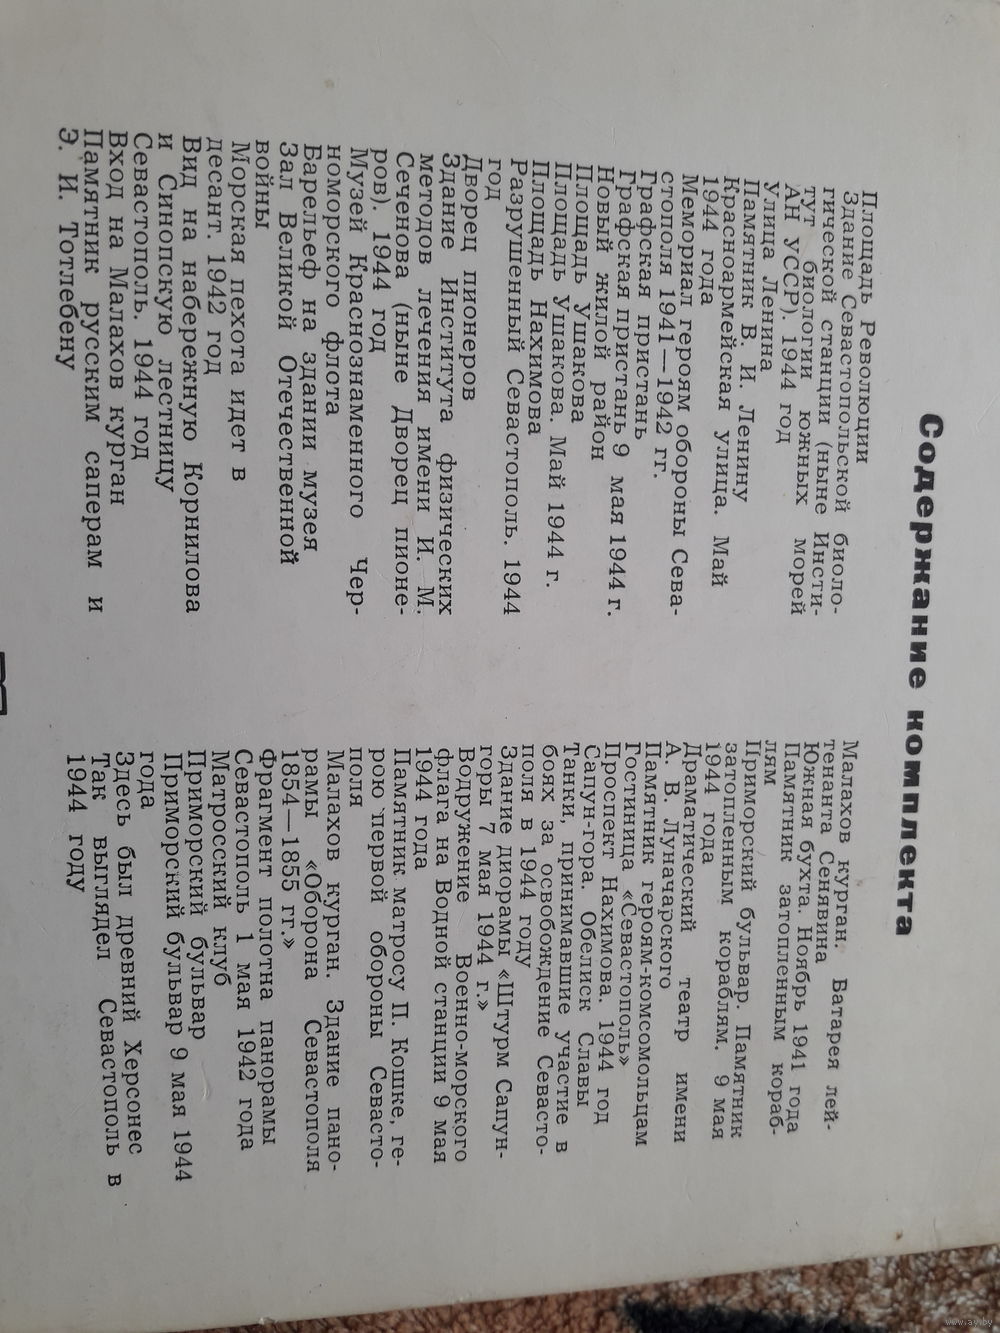 Содержание комплекта
Площадь Революции
Здание Севастопольской биоло-
гической станции (ныне Инсти-
тут биологии южных морей
АН УССР). 1944 год
Улица Ленина
Памятник В. И. Ленину
Красноармейская улица. Май
1944 года
Мемориал героям обороны Сева-
стополя 1941—1942 гг.
Графская пристань
Графская пристань 9 мая 1944 г.
Новый жилой район
Площадь Ушакова
Площадь Ушакова. Май 1944 г.
Площадь Нахимова
Разрушенный Севастополь. 1944
год
Дворец пионеров
Здание Института физических
методов лечения имени И. М.
Сеченова (ныне Дворец пионе-
ров). 1944 год
Музей Краснознаменного Чер-
номорского флота
Барельеф на здании музея
Зал Великой Отечественной
войны
Морская пехота идет в
десант. 1942 год
Вид на набережную Корнилова
и Синопскую лестницу
Севастополь. 1944 год
Вход на Малахов курган
Памятник русским саперам и
Э. И. Тотлебену
Малахов курган. Батарея лей-
тенанта Сенявина
Южная бухта. Ноябрь 1941 года
Памятник затопленным кораб-
лям
Приморский бульвар. Памятник
затопленным кораблям. 9 мая
1944 года
Драматический театр имени
А. В. Луначарского
Памятник героям-комсомольцам
Гостиница «Севастополь»
Проспект Нахимова. 1944 год
Сапун-гора. Обелиск Славы
Танки, принимавшие участие в
боях за освобождение Севасто-
поля в 1944 году
Здание диорамы «Штурм Сапун-
горы 7 мая 1944 г.»
Водружение Военно-морского
флага на Водной станции 9 мая
1944 года
Памятник матросу П. Кошке, ге-
рою первой обороны Севасто-
поля
Малахов курган. Здание пано-
рамы «Оборона Севастополя
1854—1855 гг.»
Фрагмент полотна панорамы
Севастополь 1 мая 1942 года
Матросский клуб
Приморский бульвар
Приморский бульвар 9 мая 1944
года
Здесь был древний Херсонес
Так выглядел Севастополь в
1944 году
www.ay.by